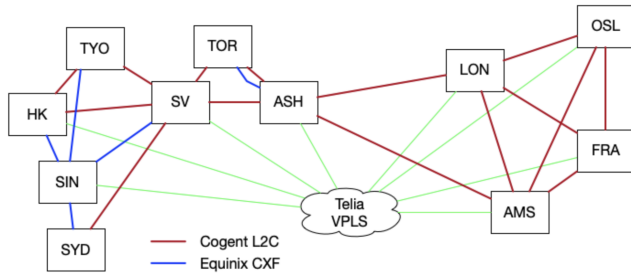 OSL
TYO
TOR
LON
HK
SV
ASH
FRA
SIN
Telia
VPLS
AMS
SYD
Cogent L2C
Equinix CXF